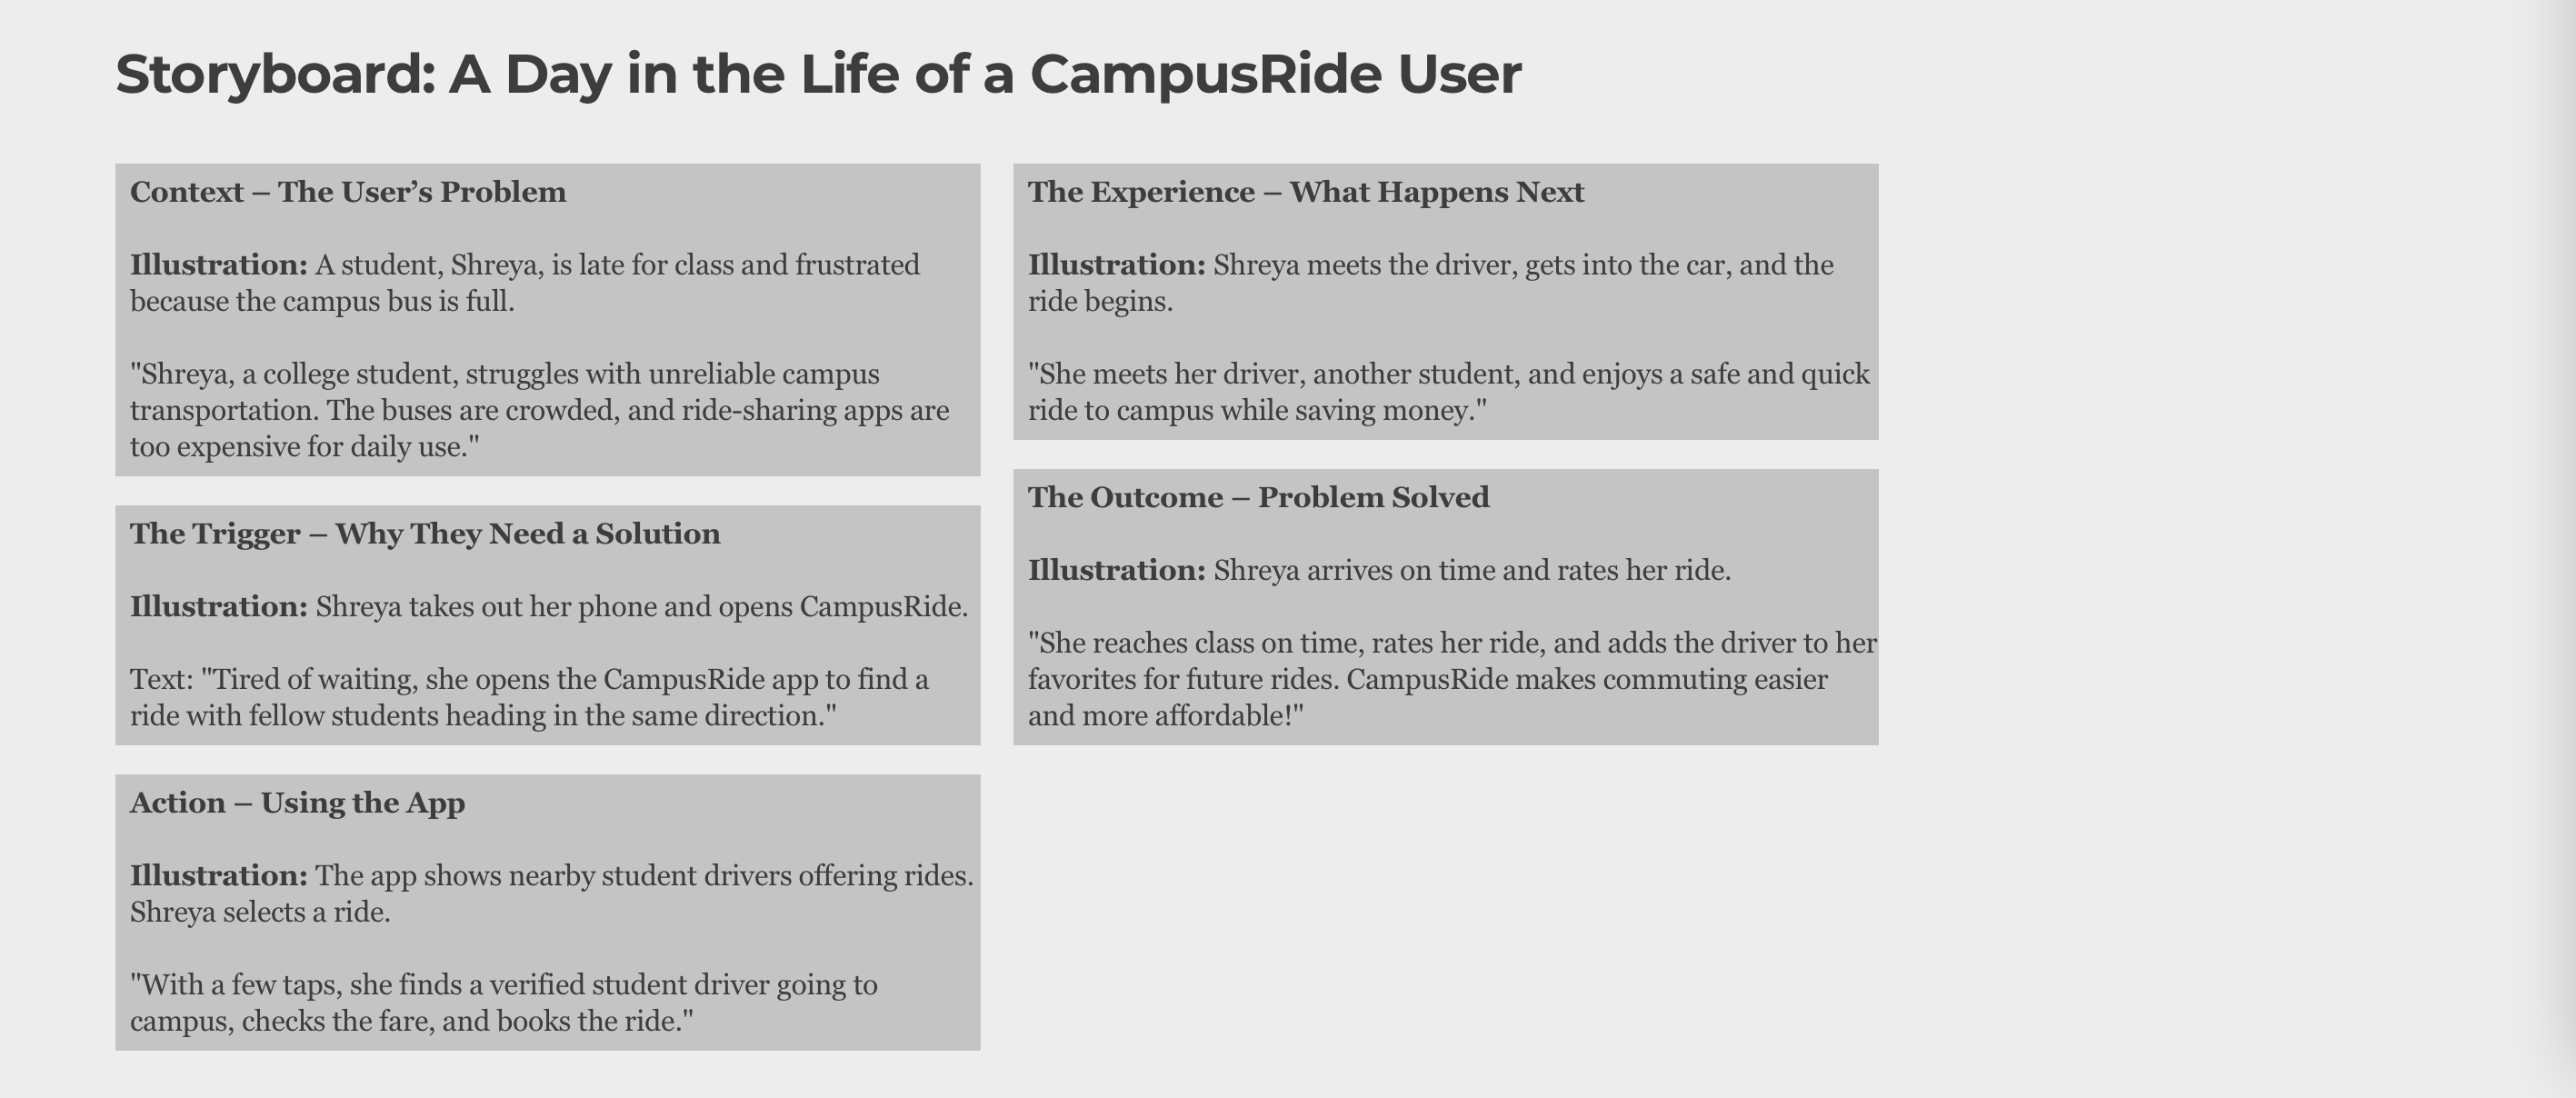 Storyboard: A Day in the Life of a CampusRide User
Context – The User’s Problem
Illustration: A student, Shreya, is late for class and frustrated
because the campus bus is full.
"Shreya, a college student, struggles with unreliable campus
transportation. The buses are crowded, and ride-sharing apps are
too expensive for daily use."
The Trigger – Why They Need a Solution
Illustration: Shreya takes out her phone and opens CampusRide.
Text: "Tired of waiting, she opens the CampusRide app to find a
ride with fellow students heading in the same direction."
Action – Using the App
Illustration: The app shows nearby student drivers offering rides.
Shreya selects a ride.
"With a few taps, she finds a verified student driver going to
campus, checks the fare, and books the ride."
The Experience – What Happens Next
Illustration: Shreya meets the driver, gets into the car, and the
ride begins.
"She meets her driver, another student, and enjoys a safe and quick
ride to campus while saving money."
The Outcome – Problem Solved
Illustration: Shreya arrives on time and rates her ride.
"She reaches class on time, rates her ride, and adds the driver to her
favorites for future rides. CampusRide makes commuting easier
and more affordable!"